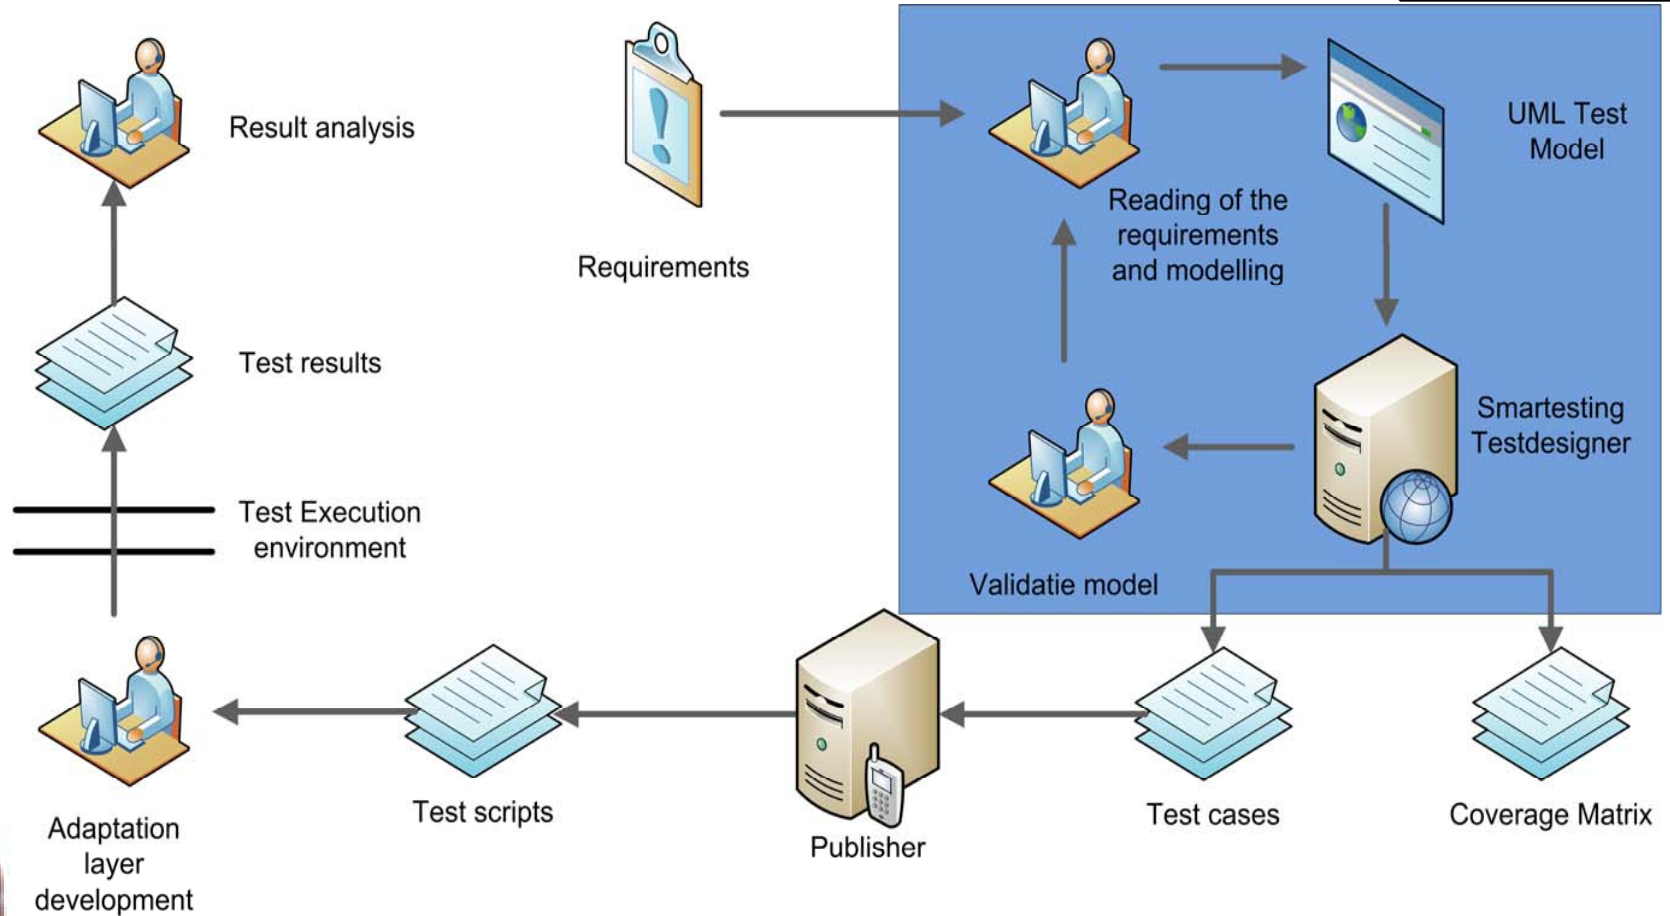 Result analysis
Requirements
Reading of the
requirements
and modelling
UML Test
Model
Test results
Smartesting
Testdesigner
Test Execution
environment
Validatie model
Adaptation
layer
development
Test scripts
Publisher
Test cases
Coverage Matrix